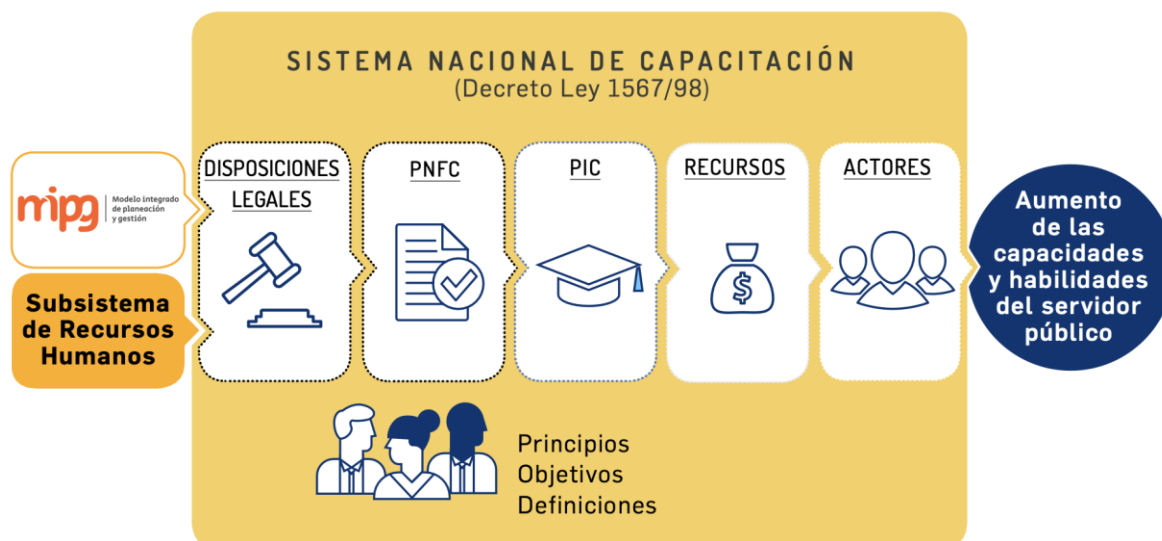 SISTEMA NACIONAL DE CAPACITACIÓN
(Decreto Ley 1567/98)
mipg
Modelo integrado
de planeación
y gestión
Subsistema
de Recursos
Humanos
DISPOSICIONES
LEGALES
PNFC
PIC
RECURSOS
$
ACTORES
Aumento
de las
capacidades
y habilidades
del servidor
público
Principios
Objetivos
Definiciones